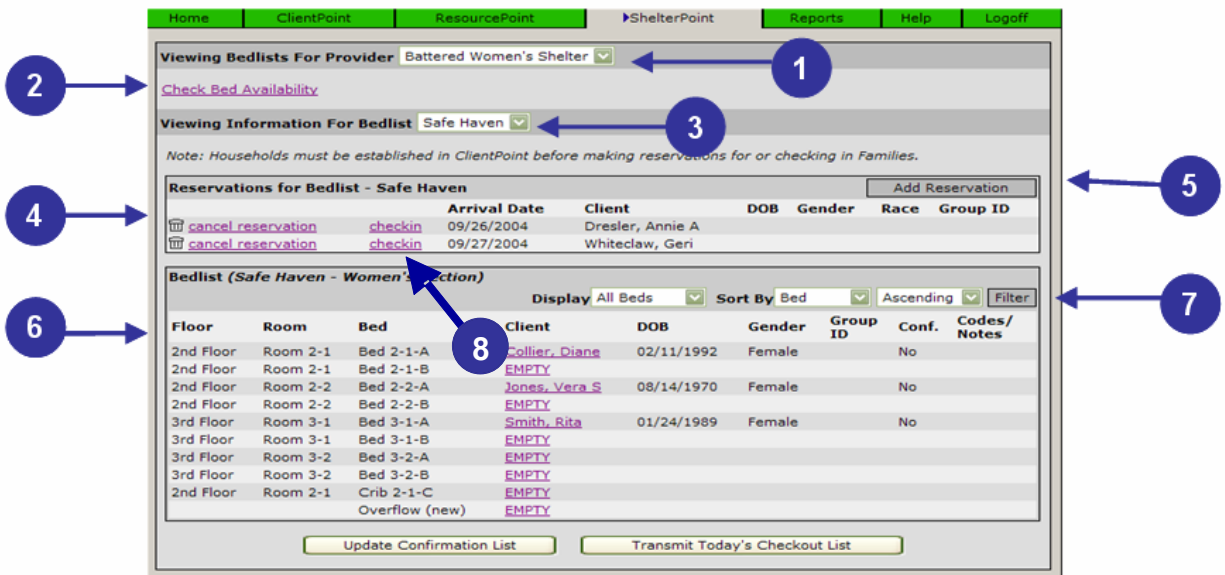 Home ClientPoint ResourcePoint ShelterPoint Reports Help Logoff
Viewing Bedlists For Provider Battered Women's Shelter
1
2
Check Bed Availability
Viewing Information For Bedlist Safe Haven
3
Note: Households must be established in ClientPoint before making reservations for or checking in Families.
Reservations for Bedlist - Safe Haven Add Reservation
5
4
Arrival Date Client DOB Gender Race Group ID
cancel reservation checkin 09/26/2004 Dresler, Annie A
cancel reservation checkin 09/27/2004 Whiteclaw, Geri
Bedlist (Safe Haven - Women's Section)
Display All Beds Sort By Bed Ascending Filter
7
6
Floor Room Bed Client DOB Gender Group ID Conf. Codes/ Notes
8
2nd Floor Room 2-1 Bed 2-1-A Collier, Diane 02/11/1992 Female No
2nd Floor Room 2-1 Bed 2-1-B EMPTY
2nd Floor Room 2-2 Bed 2-2-A Jones, Vera S 08/14/1970 Female No
2nd Floor Room 2-2 Bed 2-2-B EMPTY
3rd Floor Room 3-1 Bed 3-1-A Smith, Rita 01/24/1989 Female No
3rd Floor Room 3-1 Bed 3-1-B EMPTY
3rd Floor Room 3-2 Bed 3-2-A EMPTY
3rd Floor Room 3-2 Bed 3-2-B EMPTY
2nd Floor Room 2-1 Crib 2-1-C EMPTY
Overflow (new) EMPTY
Update Confirmation List Transmit Today's Checkout List